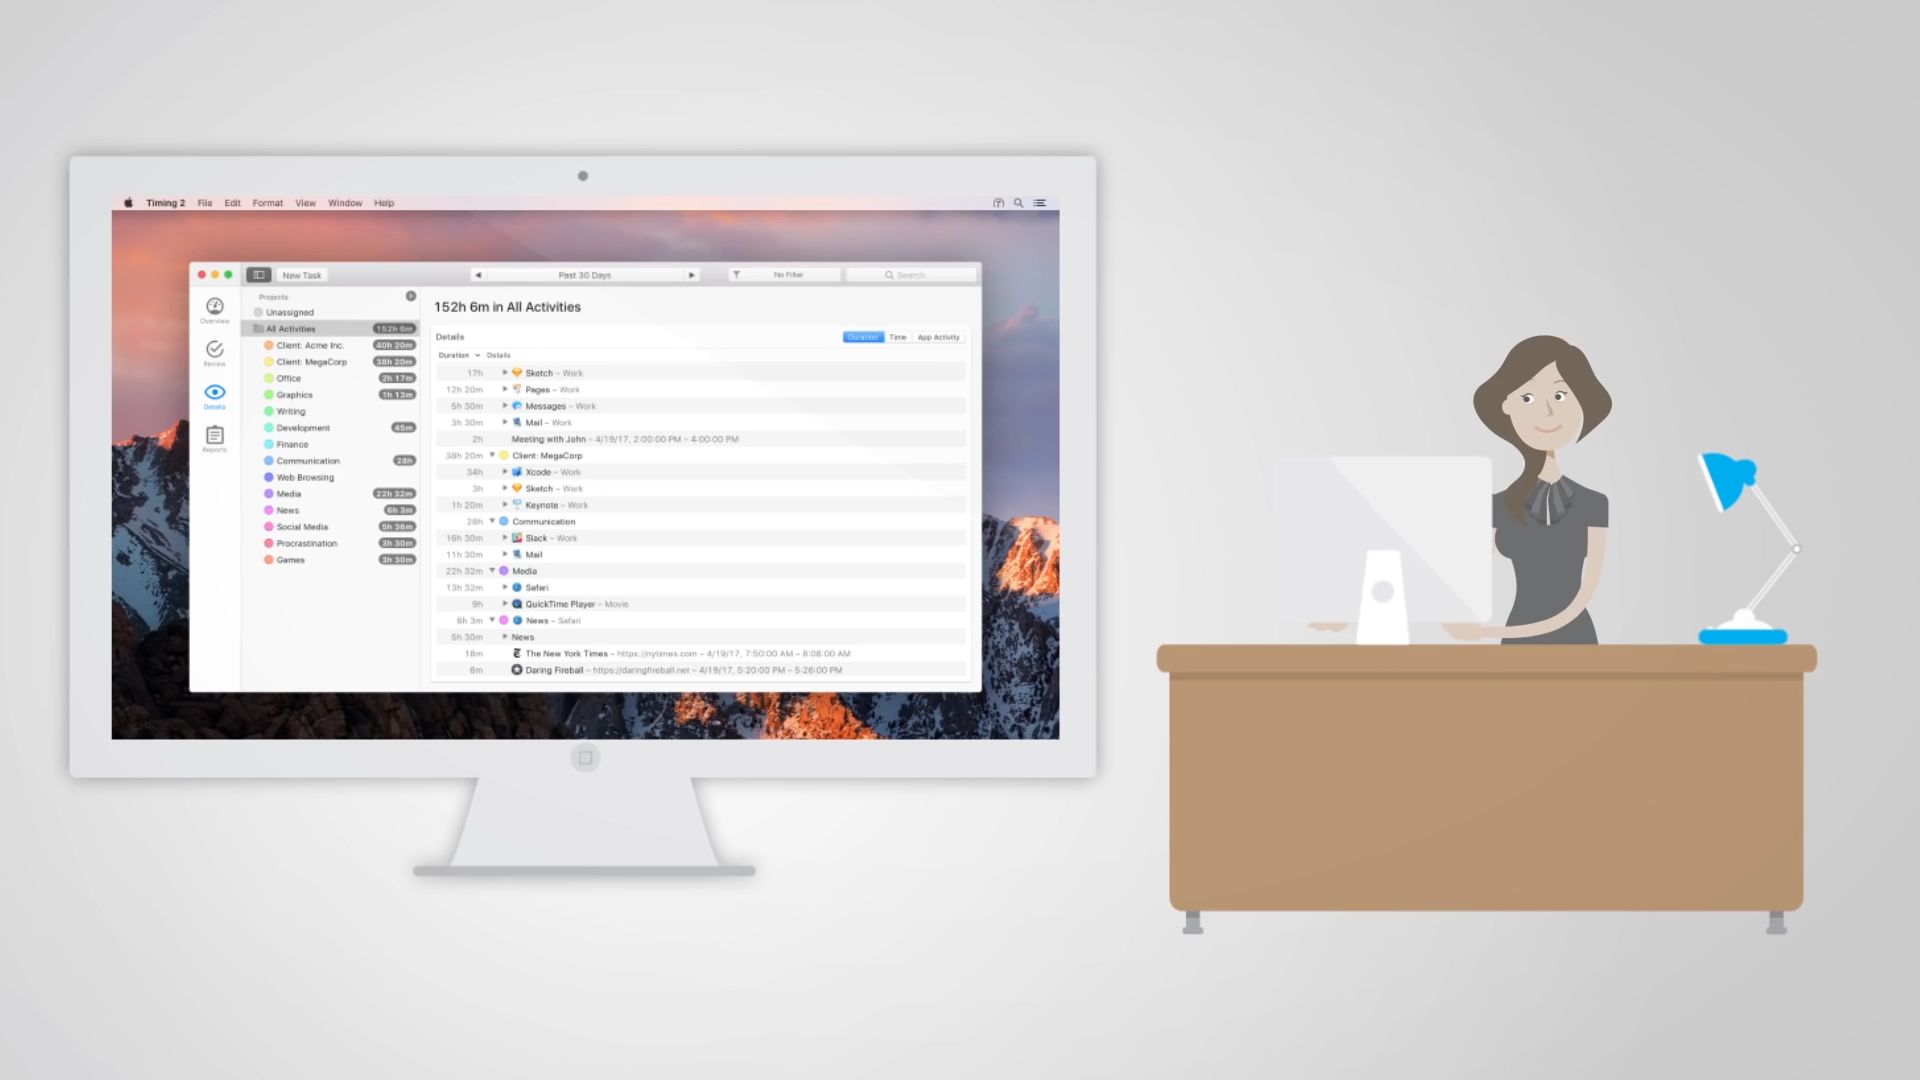 Timing 2 File Edit Format View Window Help
New Task Past 30 Days No Filter Search
Overview
Review
Details
Reports
Projects
Unassigned
All Activities 152h 6m
Client: Acme Inc. 40h 20m
Client: MegaCorp 38h 20m
Office 2h 17m
Graphics 1h 13m
Writing
Development 45m
Finance
Communication 28h
Web Browsing
Media 22h 32m
News 6h 3m
Social Media 5h 36m
Procrastination 3h 30m
Games 3h 30m
152h 6m in All Activities
Details Duration Time App Activity
Duration Details
17h Sketch – Work
12h 20m Pages – Work
5h 30m Messages – Work
3h 30m Mail – Work
2h Meeting with John – 4/19/17, 2:00:00 PM – 4:00:00 PM
38h 20m Client: MegaCorp
34h Xcode – Work
3h Sketch – Work
1h 20m Keynote – Work
28h Communication
16h 30m Slack – Work
11h 30m Mail
22h 32m Media
13h 32m Safari
9h QuickTime Player – Movie
6h 3m News – Safari
5h 30m News
18m The New York Times – https://nytimes.com – 4/19/17, 7:50:00 AM – 8:08:00 AM
6m Daring Fireball – https://daringfireball.net – 4/19/17, 5:20:00 PM – 5:26:00 PM